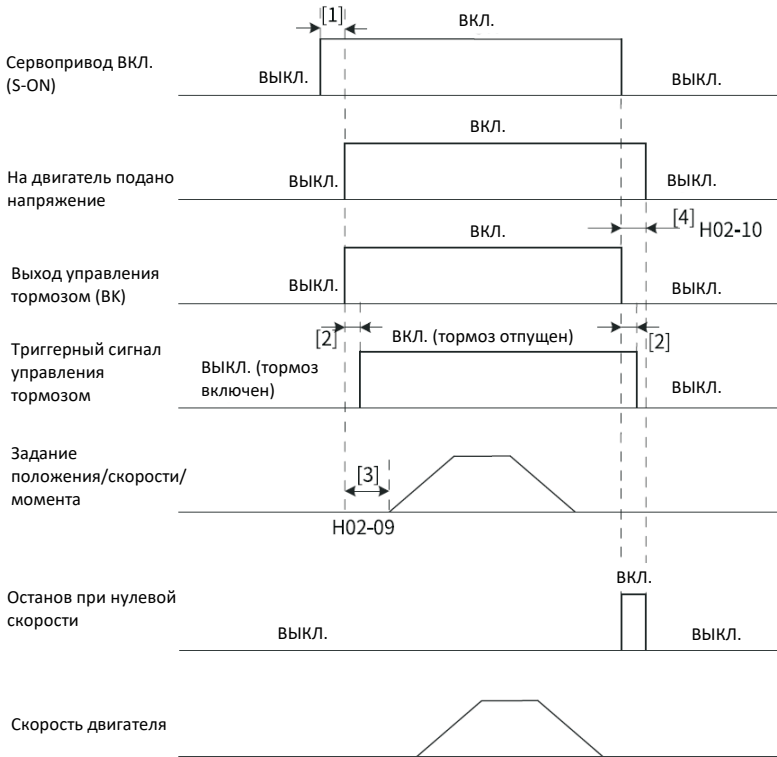 [1]
ВКЛ.
Сервопривод ВКЛ.
(S-ON)
ВЫКЛ.
ВЫКЛ.
ВКЛ.
На двигатель подано
напряжение
ВЫКЛ.
ВЫКЛ.
[4] H02-10
ВКЛ.
Выход управления
тормозом (BK)
ВЫКЛ.
ВЫКЛ.
[2]
ВКЛ. (тормоз отпущен)
[2]
Триггерный сигнал
управления
тормозом
ВЫКЛ. (тормоз
включен)
ВЫКЛ.
Задание
положения/скорости/
момента
[3]
H02-09
ВКЛ.
Останов при нулевой
скорости
ВЫКЛ.
ВЫКЛ.
Скорость двигателя